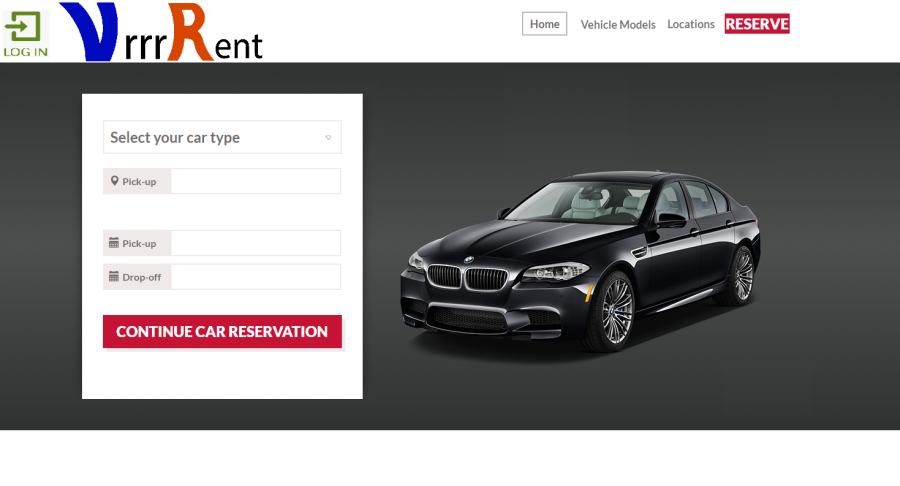 LOG IN
VrrrRent
Home
Vehicle Models
Locations
RESERVE
Select your car type
Pick-up
Pick-up
Drop-off
CONTINUE CAR RESERVATION